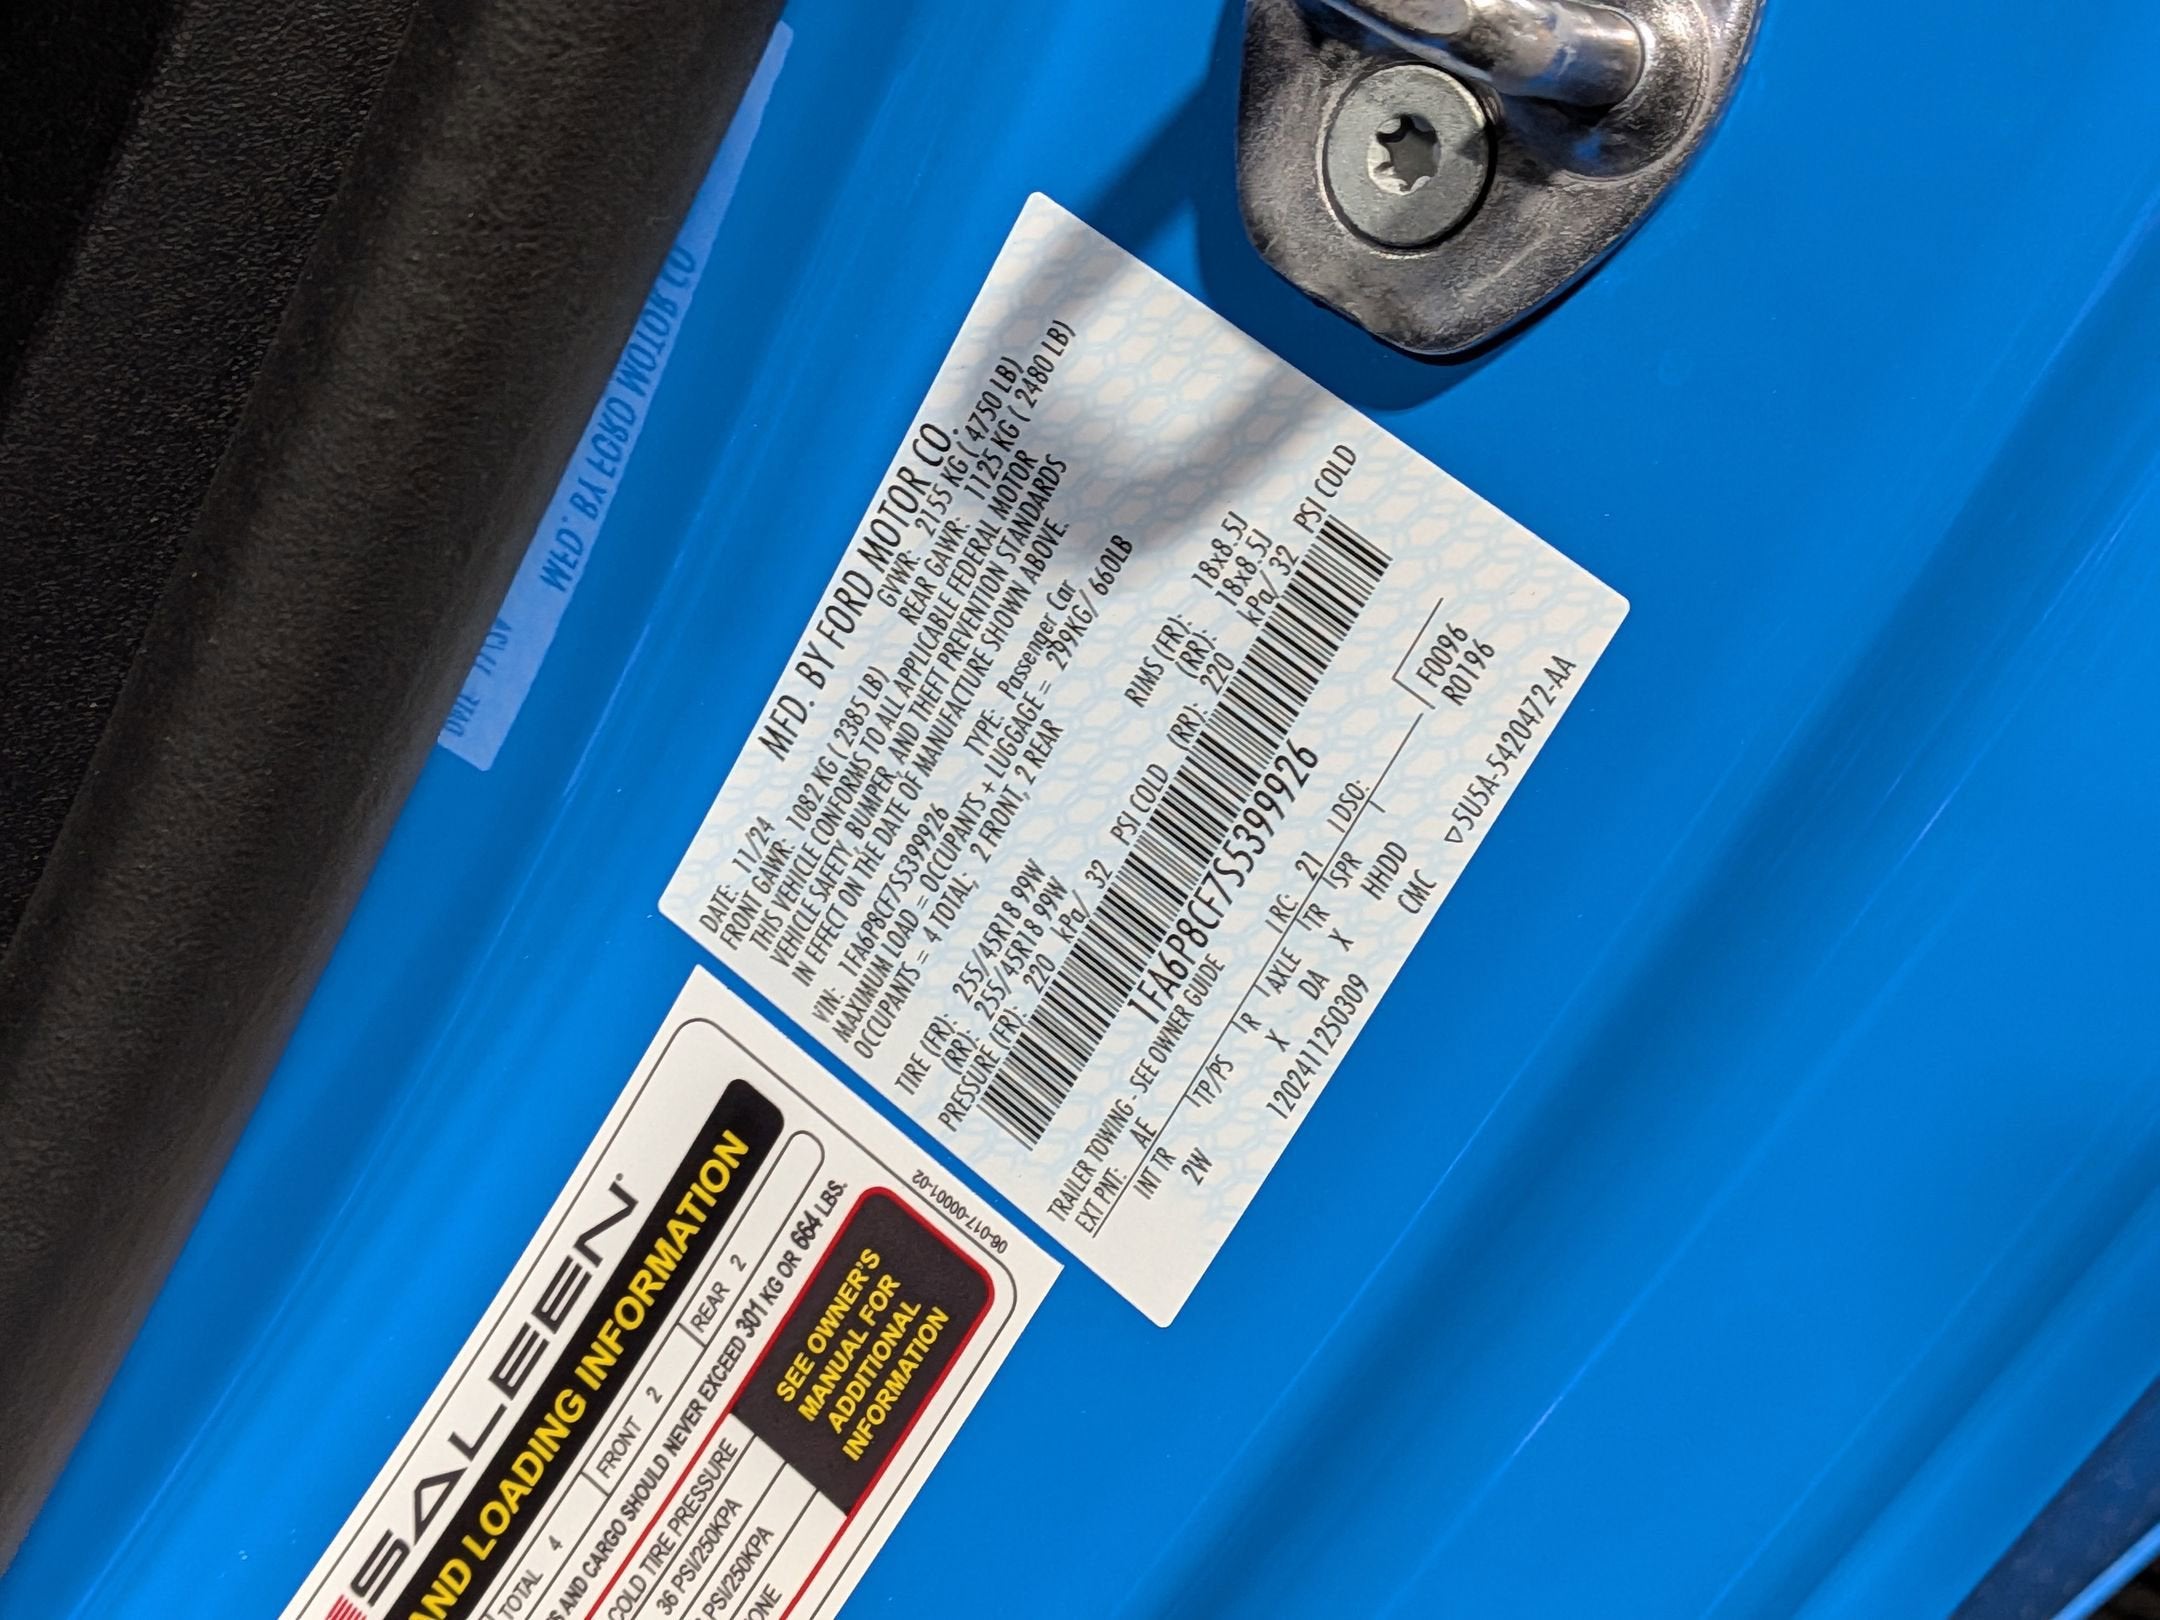 MFD. BY FORD MOTOR CO.
DATE: 11/24 GVWR: 2155 KG ( 4750 LB)
FRONT GAWR: 1082 KG ( 2385 LB) REAR GAWR: 1125 KG ( 2480 LB)
THIS VEHICLE CONFORMS TO ALL APPLICABLE FEDERAL MOTOR
VEHICLE SAFETY, BUMPER, AND THEFT PREVENTION STANDARDS
IN EFFECT ON THE DATE OF MANUFACTURE SHOWN ABOVE.
VIN: 1FA6P8CF7S5399926 TYPE: Passenger Car
MAXIMUM LOAD = OCCUPANTS + LUGGAGE = 299KG/ 660LB
OCCUPANTS = 4 TOTAL, 2 FRONT, 2 REAR
TIRE (FR): 255/45R18 99W RIMS (FR): 18x8.5J
(RR): 255/45R18 99W (RR): 18x8.5J
PRESSURE (FR): 220 kPa/ 32 PSI COLD (RR): 220 kPa/ 32 PSI COLD
1FA6P8CF7S5399926
TRAILER TOWING - SEE OWNER GUIDE
EXT PNT: AE RC: 21 DSO:
INT TR TP/PS R AXLE TR SPR F0096
2W X DA X HHDD R0196
12024112503​09 CMC ▽5U5A-5420472-AA
SALEEN
AND LOADING INFORMATION
TOTAL 4 FRONT 2 REAR 2
S AND CARGO SHOULD NEVER EXCEED 301 KG OR 664 LBS.
COLD TIRE PRESSURE
36 PSI/250KPA
PSI/250KPA
ONE
SEE OWNER'S
MANUAL FOR
ADDITIONAL
INFORMATION
08-017-00001-02
MFD. BY FORD MOTOR CO